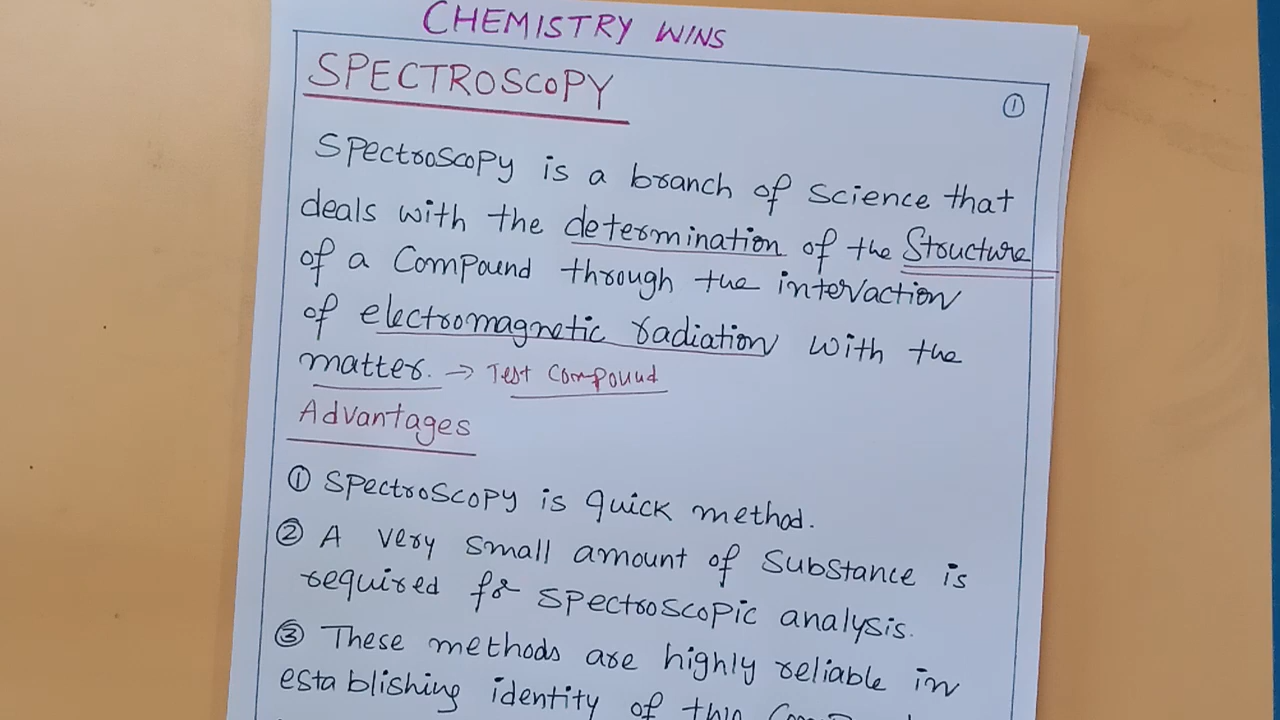 CHEMISTRY WINS
SPECTROSCOPY
①
Spectroscopy is a branch of science that
deals with the determination of the Structure
of a Compound through the interaction
of electromagnetic radiation with the
matter. → Test Compound
Advantages
① Spectroscopy is quick method.
② A very small amount of Substance is
required for spectroscopic analysis.
③ These methods are highly reliable in
establishing identity of